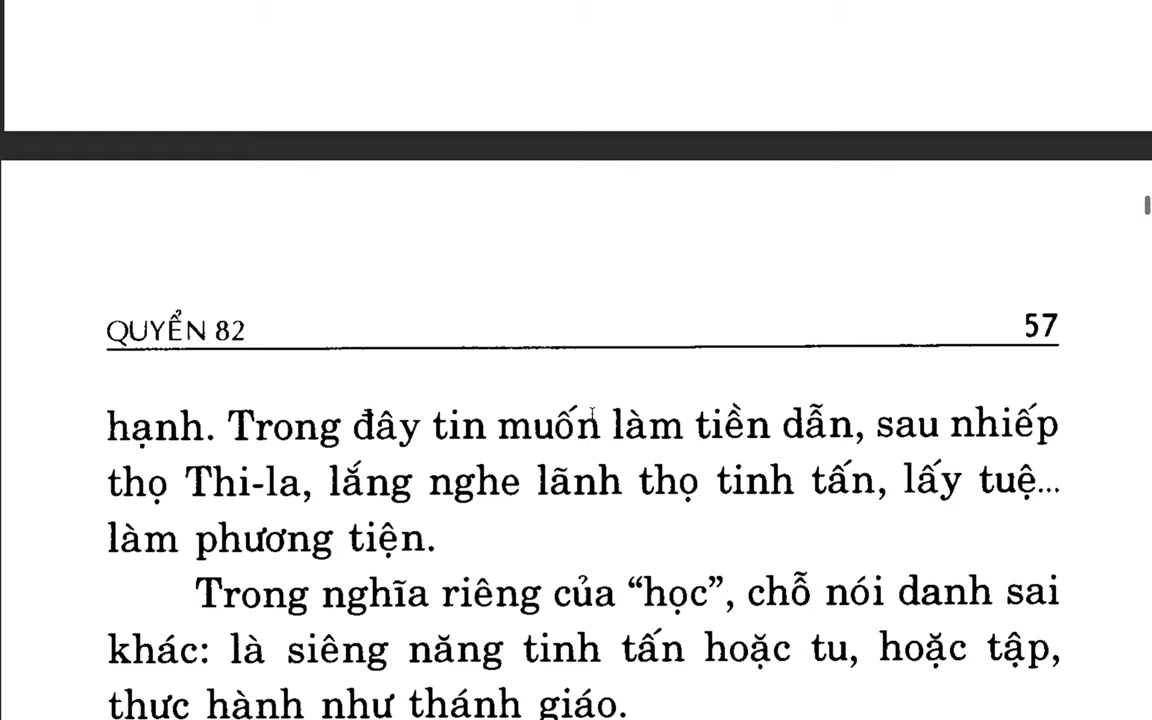 QUYỂN 82 57
hạnh. Trong đây tin muốn làm tiền dẫn, sau nhiếp
thọ Thi-la, lắng nghe lãnh thọ tinh tấn, lấy tuệ...
làm phương tiện.
Trong nghĩa riêng của “học”, chỗ nói danh sai
khác: là siêng năng tinh tấn hoặc tu, hoặc tập,
thực hành như thánh giáo.